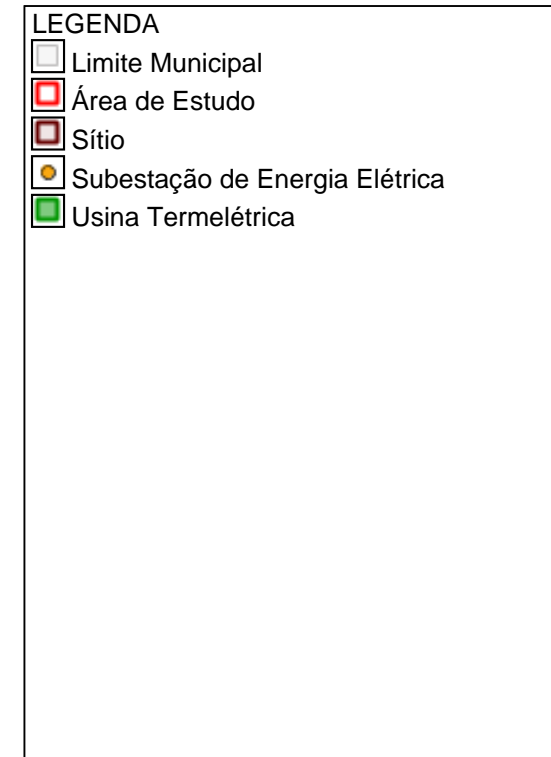 LEGENDA
Limite Municipal
Área de Estudo
Sítio
Subestação de Energia Elétrica
Usina Termelétrica